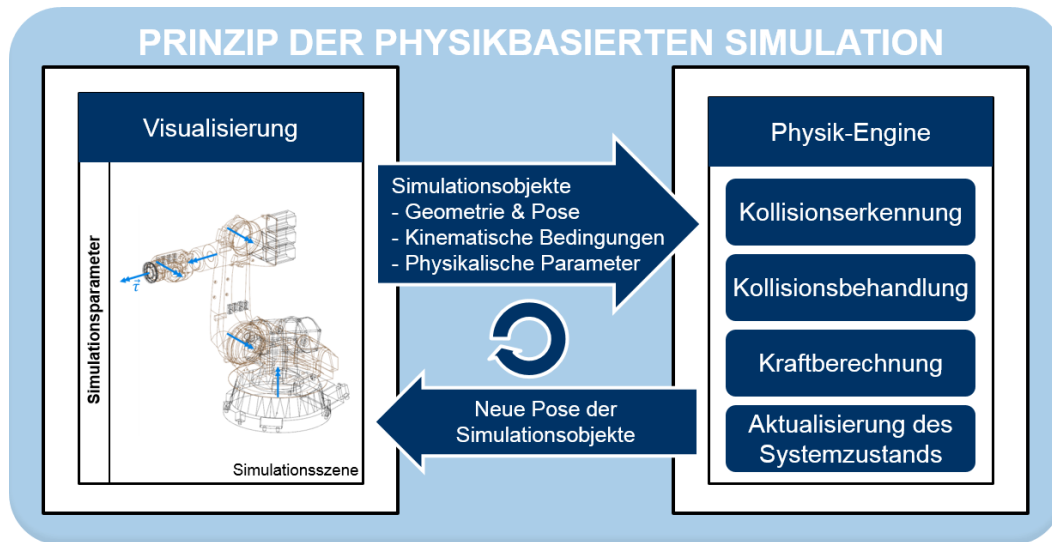 PRINZIP DER PHYSIKBASIERTEN SIMULATION
Visualisierung
Simulationsparameter
τ⃗
Simulationsszene
Simulationsobjekte
- Geometrie & Pose
- Kinematische Bedingungen
- Physikalische Parameter
Neue Pose der
Simulationsobjekte
Physik-Engine
Kollisionserkennung
Kollisionsbehandlung
Kraftberechnung
Aktualisierung des
Systemzustands